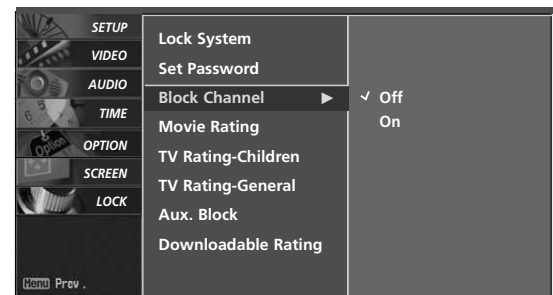 SETUP
VIDEO
AUDIO
TIME
OPTION
SCREEN
LOCK
Option
Menu Prev .
Lock System
Set Password
Block Channel ►
Movie Rating
TV Rating-Children
TV Rating-General
Aux. Block
Downloadable Rating
✓ Off
On